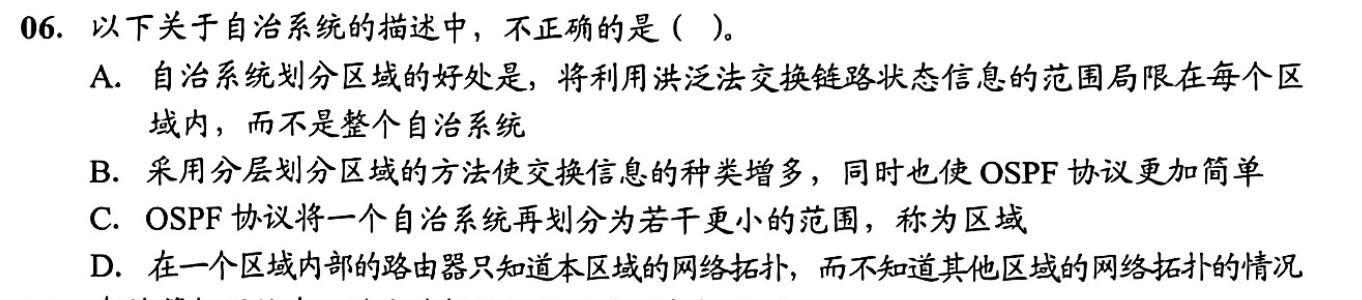 06. 以下关于自治系统的描述中，不正确的是（ ）。
A. 自治系统划分区域的好处是，将利用洪泛法交换链路状态信息的范围局限在每个区
域内，而不是整个自治系统
B. 采用分层划分区域的方法使交换信息的种类增多，同时也使 OSPF 协议更加简单
C. OSPF 协议将一个自治系统再划分为若干更小的范围，称为区域
D. 在一个区域内部的路由器只知道本区域的网络拓扑，而不知道其他区域的网络拓扑的情况